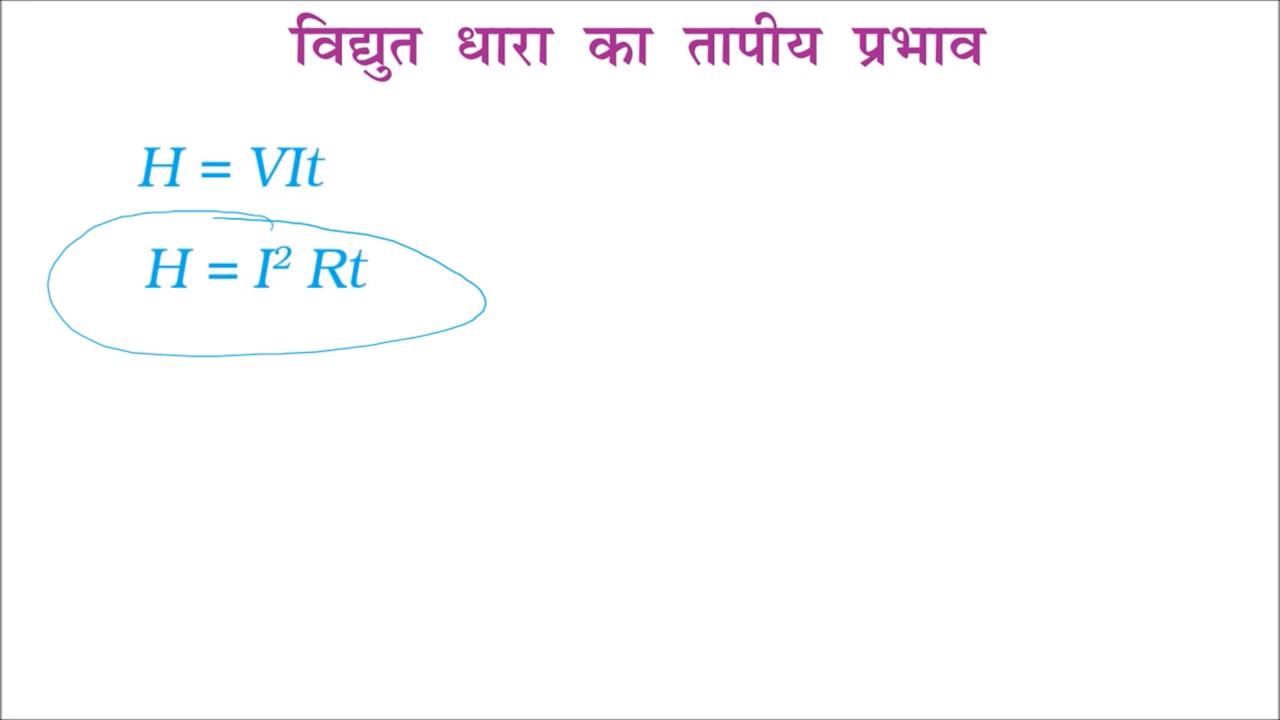 विद्युत धारा का तापीय प्रभाव
H = VIt
H = I² Rt